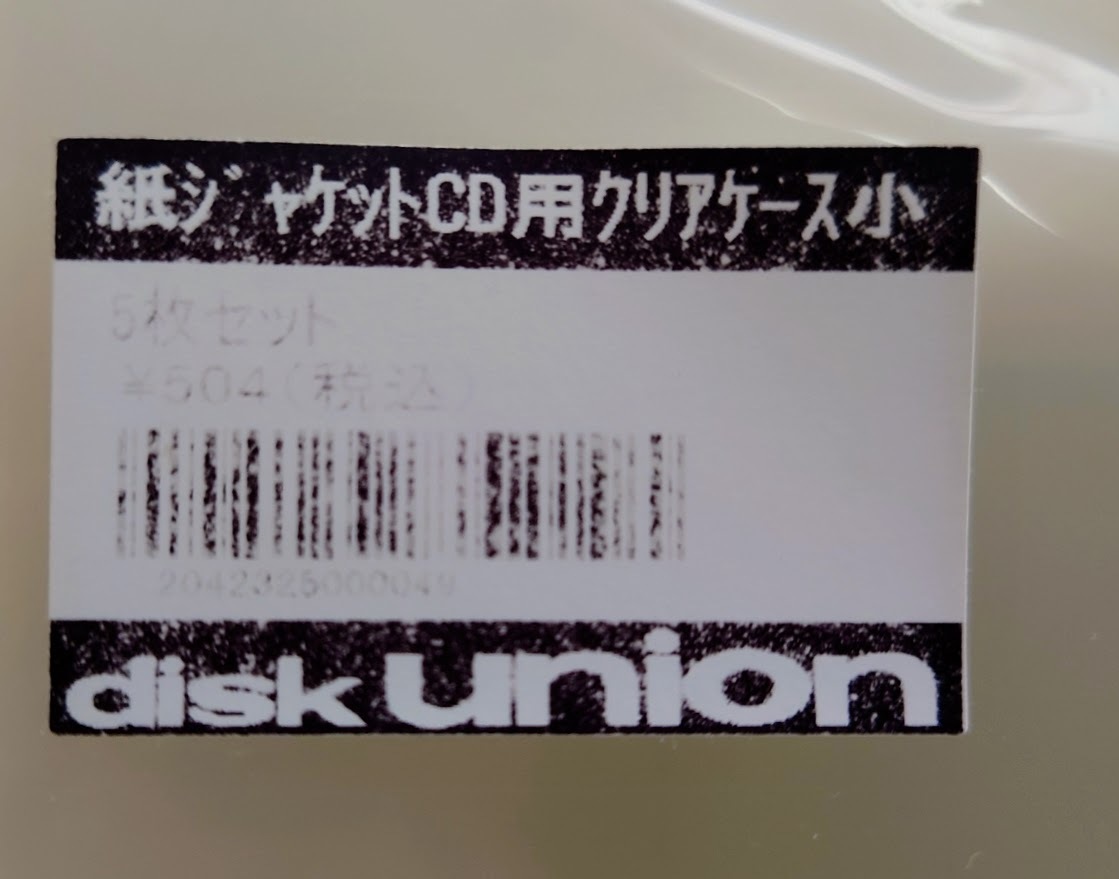 紙ジャケットCD用クリアケース小
5枚セット
¥504(税込)
2042325000049
disk union